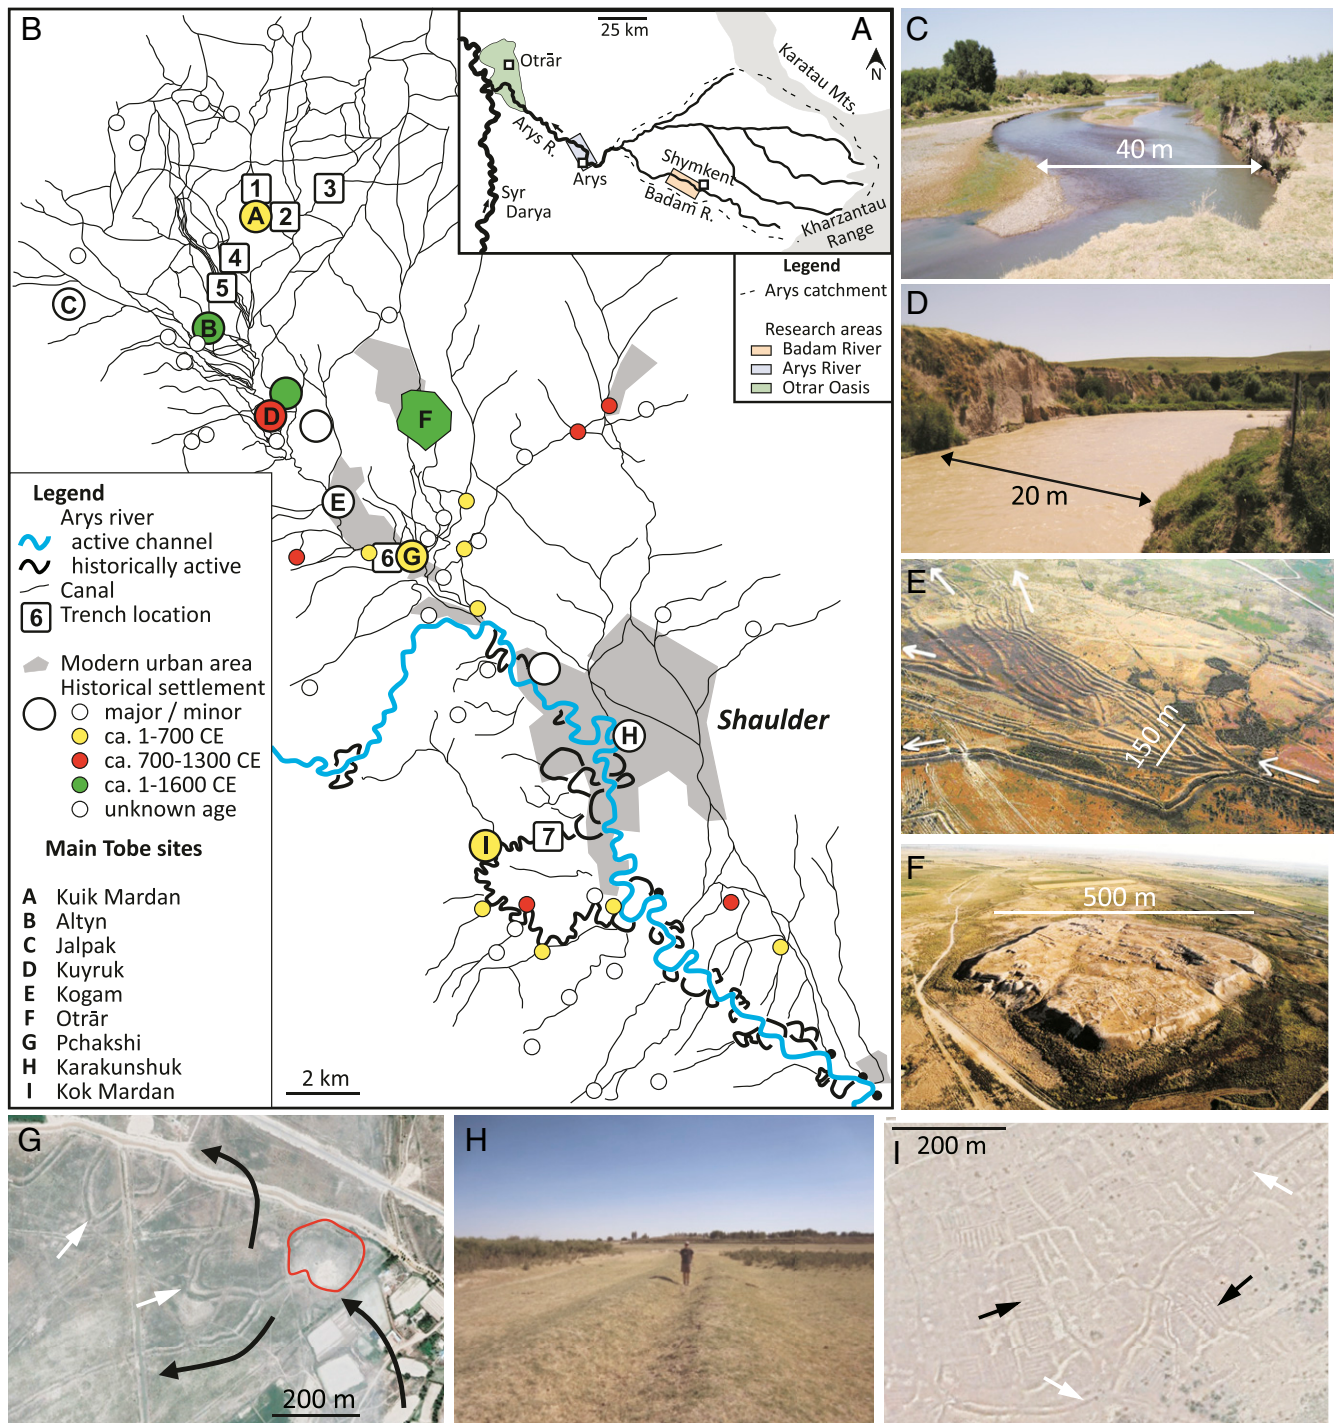 B
A
25 km
N
Otrār
Karatau Mts.
Arys R.
Arys
Shymkent
Badam R.
Syr
Darya
Kharzantau
Range
Legend
Arys catchment
Research areas
Badam River
Arys River
Otrar Oasis
1
3
A
2
4
5
C
B
D
F
E
6
G
H
Shaulder
I
7
2 km
Legend
Arys river
active channel
historically active
Canal
6 Trench location
Modern urban area
Historical settlement
major / minor
ca. 1-700 CE
ca. 700-1300 CE
ca. 1-1600 CE
unknown age
Main Tobe sites
A Kuik Mardan
B Altyn
C Jalpak
D Kuyruk
E Kogam
F Otrār
G Pchakshi
H Karakunshuk
I Kok Mardan
C
40 m
D
20 m
E
150 m
F
500 m
G
200 m
H
I
200 m